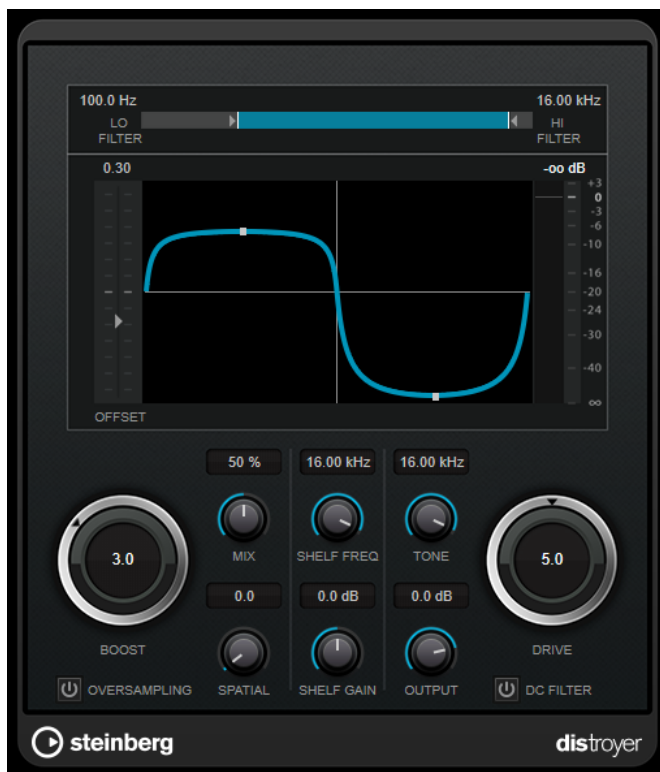 100.0 Hz 16.00 kHz
LO HI
FILTER FILTER
0.30 -oo dB
+3
0
-3
-6
-10
-16
-20
-24
-30
-40
∞
OFFSET
50 % 16.00 kHz 16.00 kHz
3.0 MIX SHELF FREQ TONE 5.0
0.0 0.0 dB 0.0 dB
BOOST DRIVE
OVERSAMPLING SPATIAL SHELF GAIN OUTPUT DC FILTER
steinberg distroyer